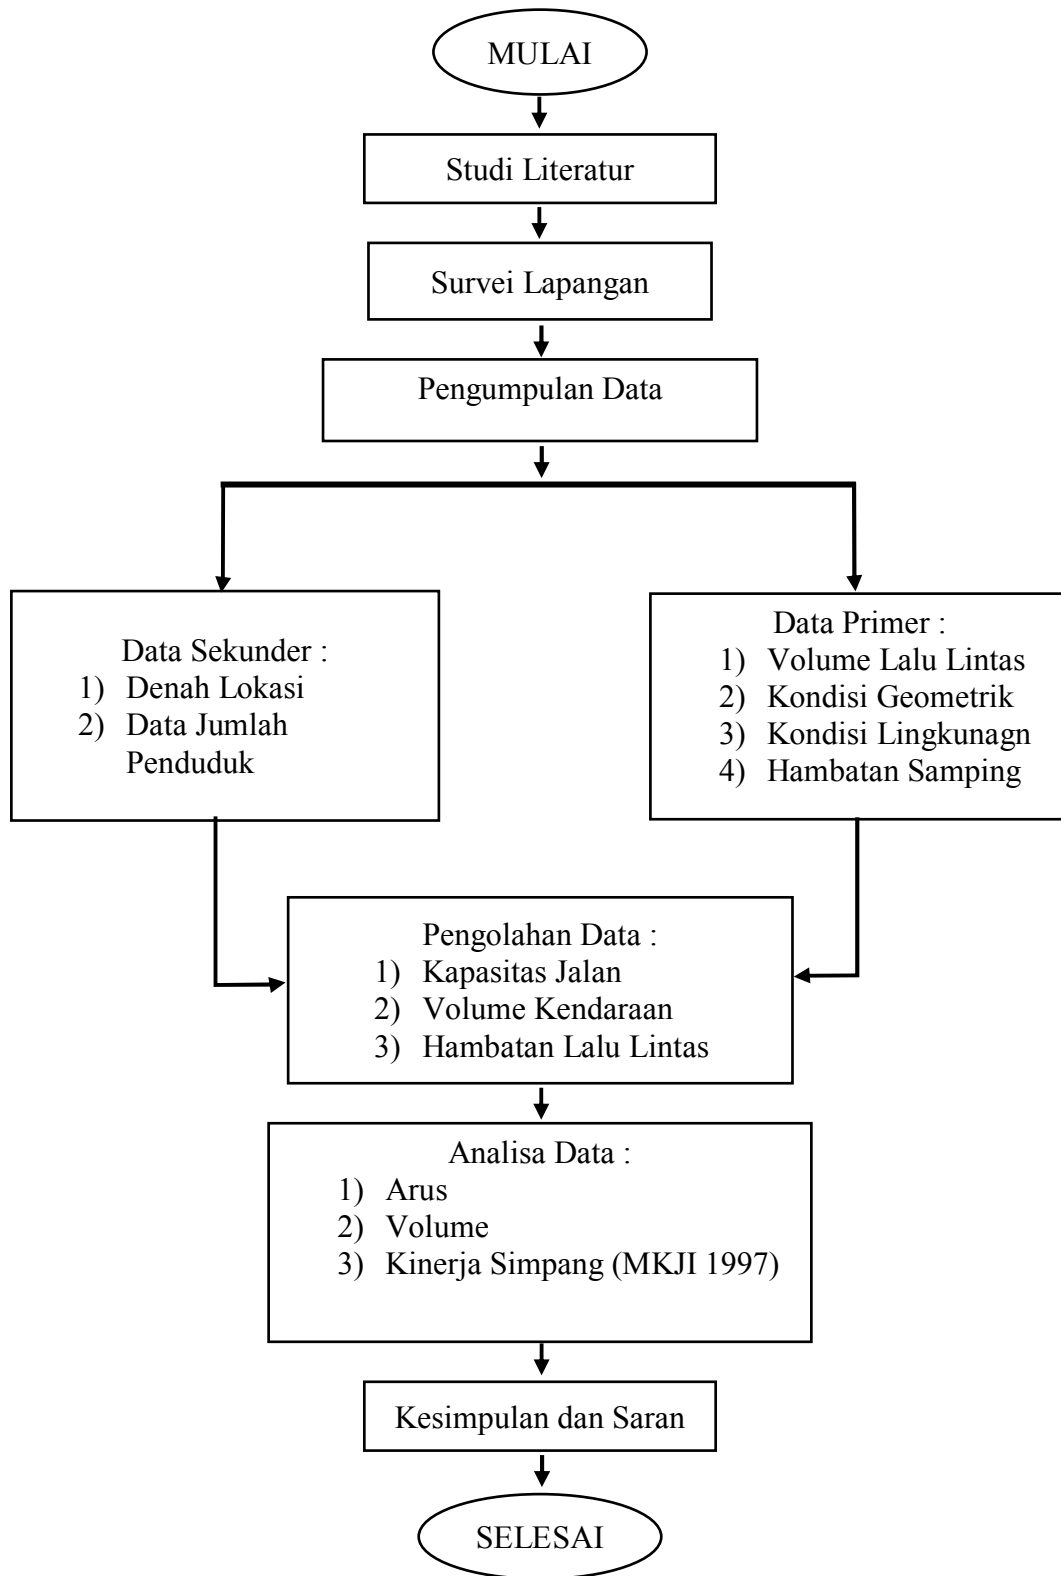 MULAI
Studi Literatur
Survei Lapangan
Pengumpulan Data
Data Sekunder :
1) Denah Lokasi
2) Data Jumlah
Penduduk
Data Primer :
1) Volume Lalu Lintas
2) Kondisi Geometrik
3) Kondisi Lingkunagn
4) Hambatan Samping
Pengolahan Data :
1) Kapasitas Jalan
2) Volume Kendaraan
3) Hambatan Lalu Lintas
Analisa Data :
1) Arus
2) Volume
3) Kinerja Simpang (MKJI 1997)
Kesimpulan dan Saran
SELESAI